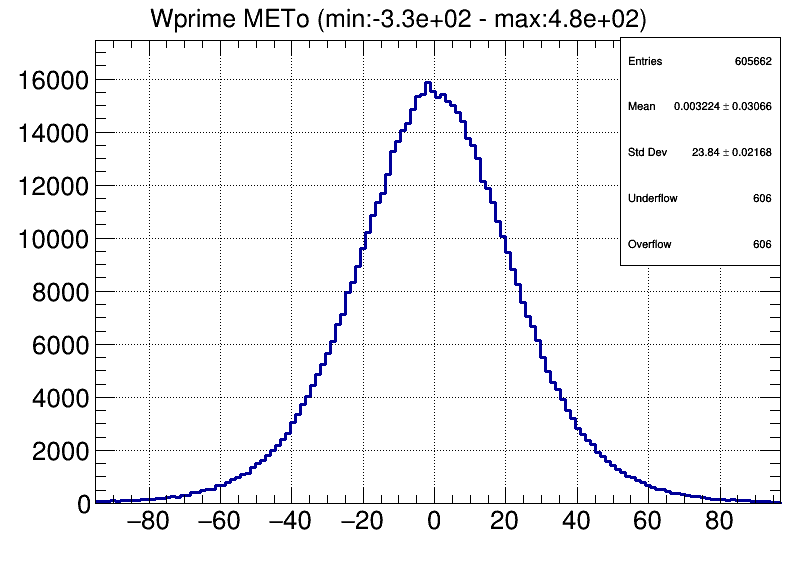 Wprime METo (min:-3.3e+02 - max:4.8e+02)
Entries 605662
Mean 0.003224 ± 0.03066
Std Dev 23.84 ± 0.02168
Underflow 606
Overflow 606
16000
14000
12000
10000
8000
6000
4000
2000
0
−80 −60 −40 −20 0 20 40 60 80